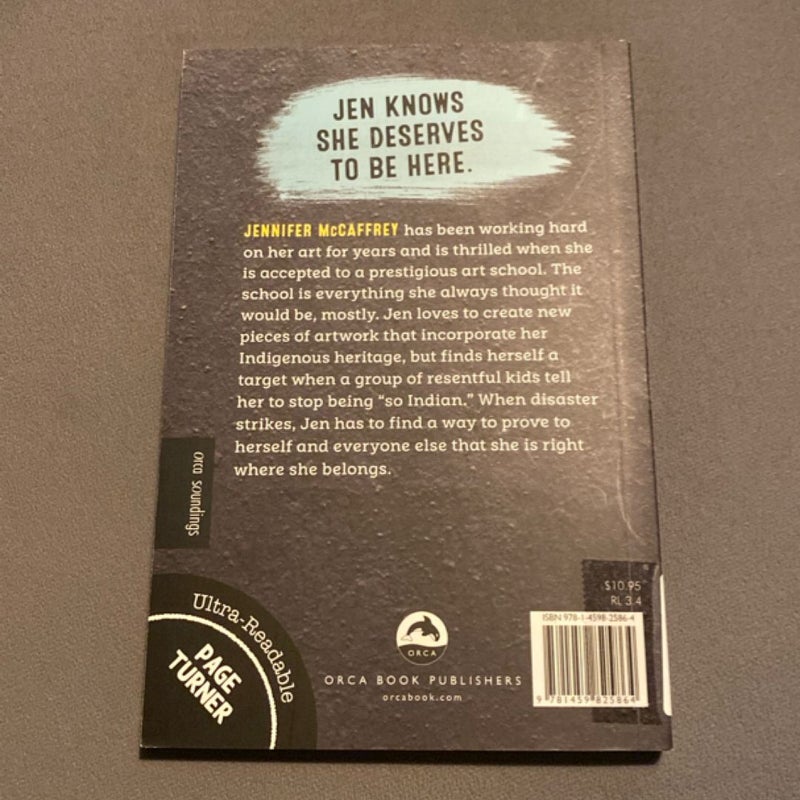 JEN KNOWS
SHE DESERVES
TO BE HERE.
JENNIFER McCAFFREY has been working hard
on her art for years and is thrilled when she
is accepted to a prestigious art school. The
school is everything she always thought it
would be, mostly. Jen loves to create new
pieces of artwork that incorporate her
Indigenous heritage, but finds herself a
target when a group of resentful kids tell
her to stop being “so Indian.” When disaster
strikes, Jen has to find a way to prove to
herself and everyone else that she is right
where she belongs.
orca soundings
Ultra-Readable
PAGE
TURNER
ORCA
ORCA BOOK PUBLISHERS
orcabook.com
$10.95
RL 3.4
ISBN 978-1-4598-2586-4
9 781459 825864